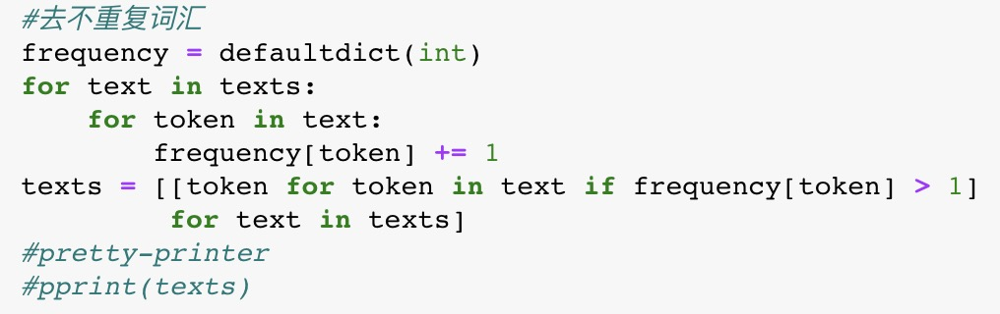 #去不重复词汇
frequency = defaultdict(int)
for text in texts:
    for token in text:
        frequency[token] += 1
texts = [[token for token in text if frequency[token] > 1]
         for text in texts]
#pretty-printer
#pprint(texts)